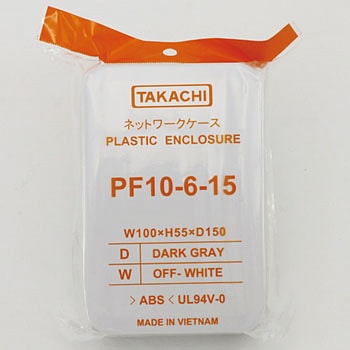 TAKACHI
ネットワークケース
PLASTIC ENCLOSURE
PF10-6-15
W100×H55×D150
D DARK GRAY
W OFF-WHITE
>ABS< UL94V-0
MADE IN VIETNAM